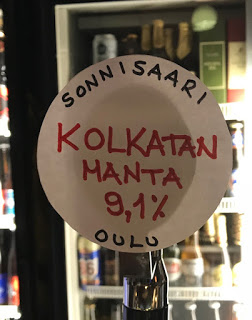 SONNISAARI
KOLKATAN
MANTA
9,1%
OULU